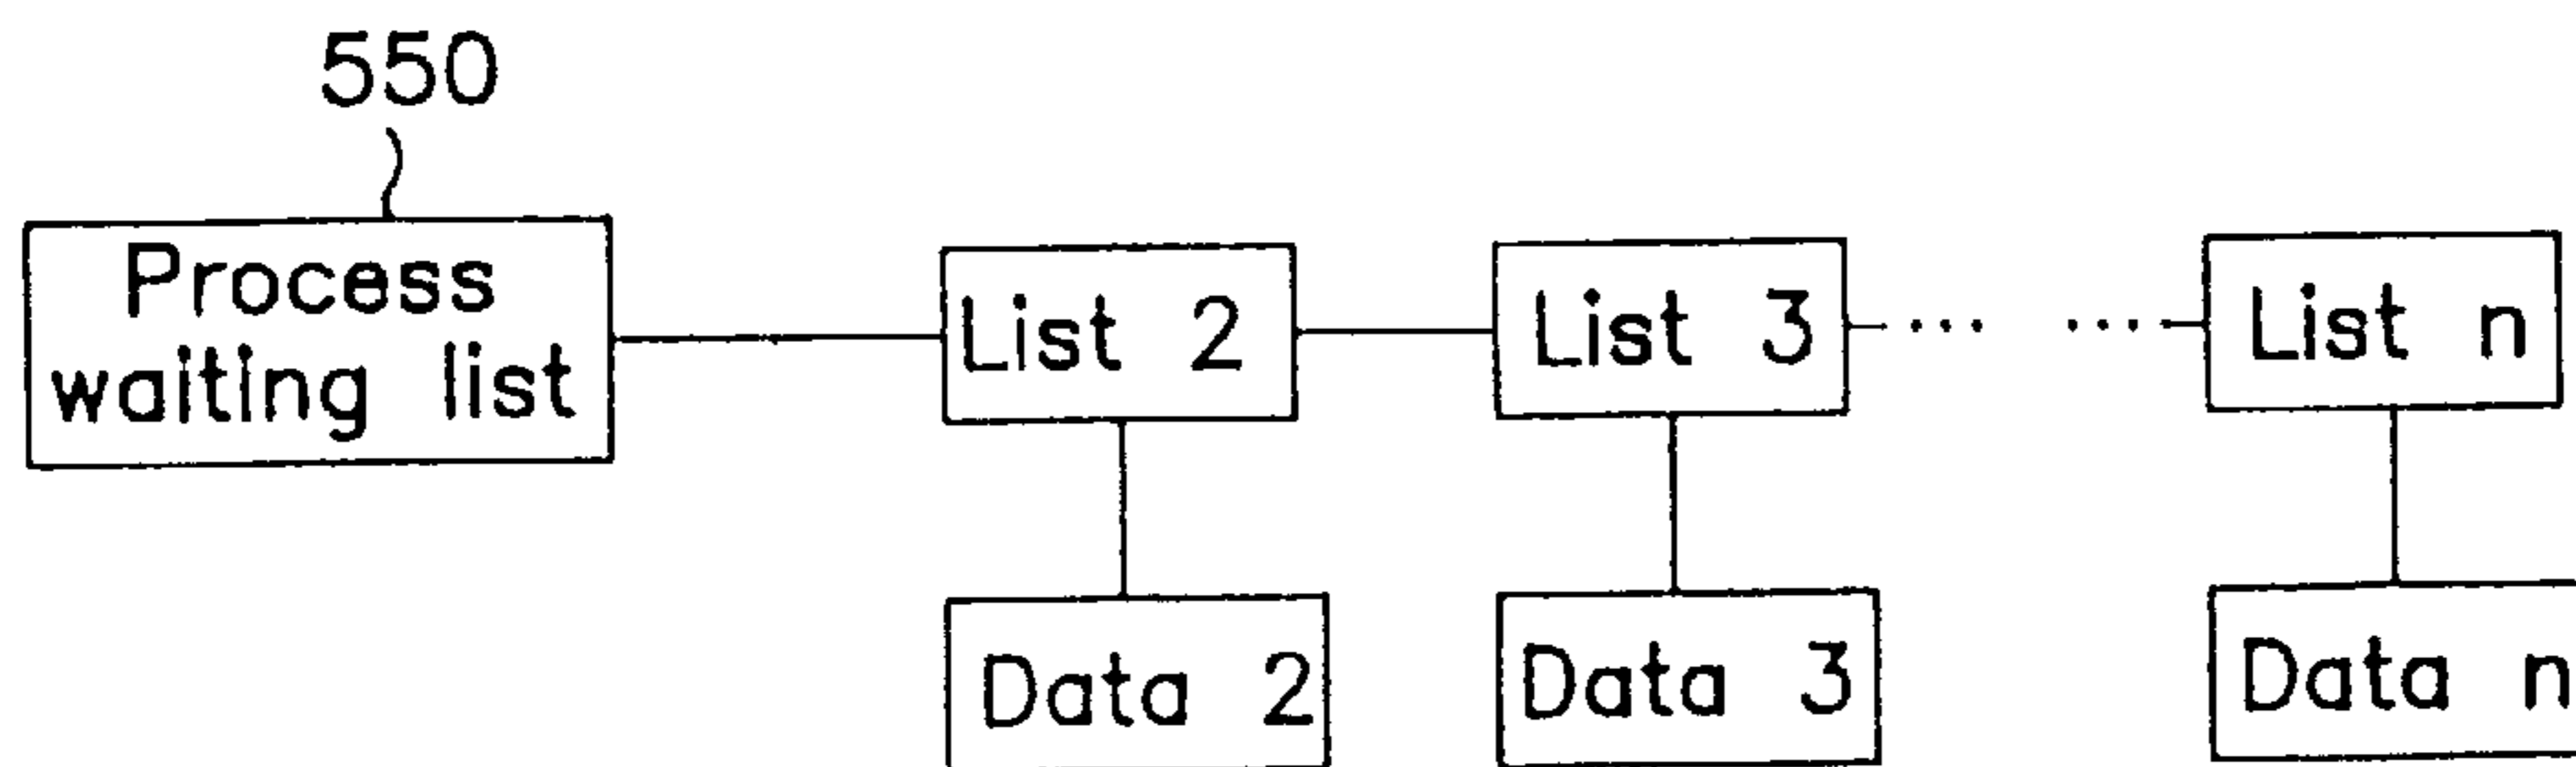 550
Process
waiting list
List 2
List 3
List n
Data 2
Data 3
Data n